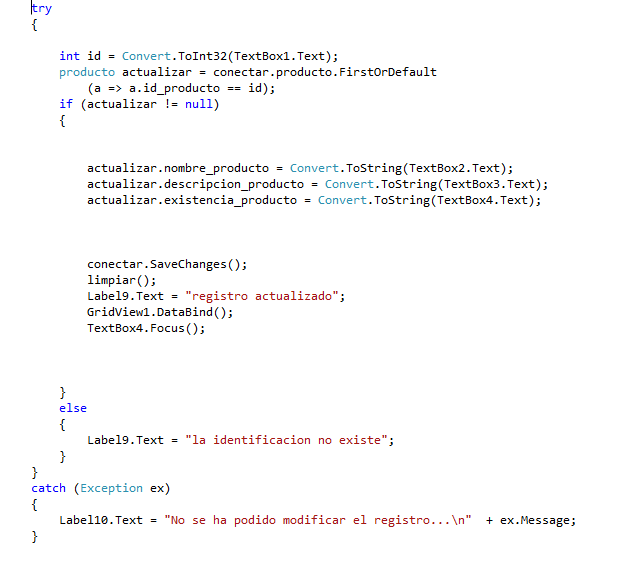 try
{
int id = Convert.ToInt32(TextBox1.Text);
producto actualizar = conectar.producto.FirstOrDefault
(a => a.id_producto == id);
if (actualizar != null)
{
actualizar.nombre_producto = Convert.ToString(TextBox2.Text);
actualizar.descripcion_producto = Convert.ToString(TextBox3.Text);
actualizar.existencia_producto = Convert.ToString(TextBox4.Text);
conectar.SaveChanges();
limpiar();
Label9.Text = "registro actualizado";
GridView1.DataBind();
TextBox4.Focus();
}
else
{
Label9.Text = "la identificacion no existe";
}
}
catch (Exception ex)
{
Label10.Text = "No se ha podido modificar el registro...\n"  + ex.Message;
}